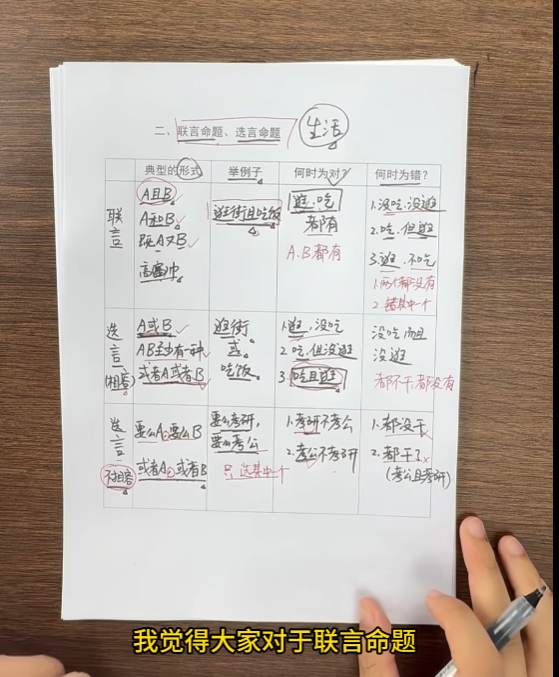 二、联言命题、选言命题
生活
典型的形式
举例子
何时为对?
何时为错?
联言
A且B
A和B
既A又B
高富帅
逛街且吃饭
逛、吃
都有
A、B都有
1.没吃、没逛
2.吃、但逛
3.逛、不吃
1.两个都没有
2.错其中一个
选言(相容)
A或B
AB至少有一种
或者A或者B
逛街
或
吃饭
1.逛、没吃
2.吃、但没逛
3.吃且逛
没吃而且
没逛
都不干,都没有
选言
不相容
要么A,要么B
或者A,或者B
要么考研,
要么考公
只选其中一个
1.考研不考公
2.考公不考研
1.都没干
2.都干了
(考公且考研)
我觉得大家对于联言命题